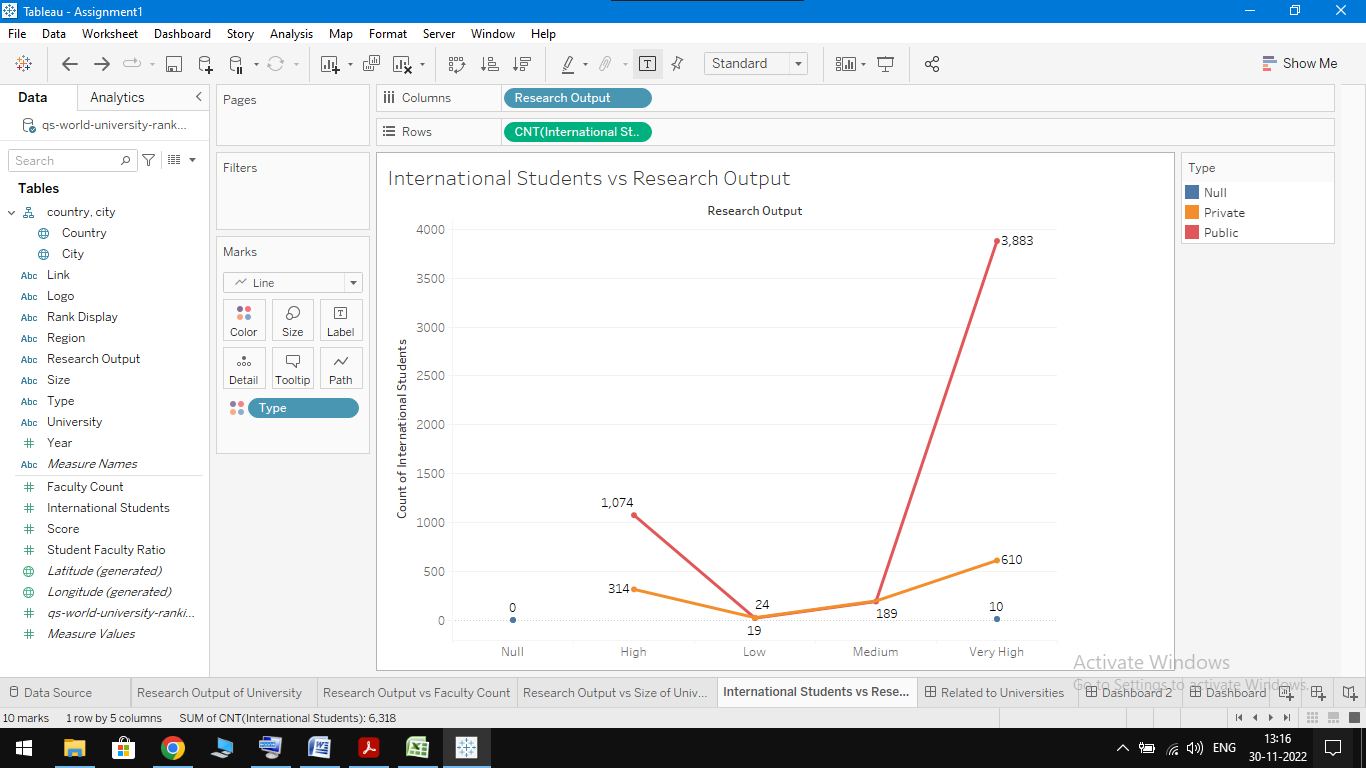 Tableau - Assignment1
File Data Worksheet Dashboard Story Analysis Map Format Server Window Help
Standard
Show Me
Data Analytics
qs-world-university-rank...
Search
Tables
country, city
Country
City
Abc Link
Abc Logo
Abc Rank Display
Abc Region
Abc Research Output
Abc Size
Abc Type
Abc University
Year
Abc Measure Names
Faculty Count
International Students
Score
Student Faculty Ratio
Latitude (generated)
Longitude (generated)
qs-world-university-ranki...
Measure Values
Pages
Filters
Marks
Line
Color Size Label
Detail Tooltip Path
Type
Columns Research Output
Rows CNT(International St..
International Students vs Research Output
Research Output
Count of International Students
4000
3500
3000
2500
2000
1500
1000
500
0
3,883
1,074
314
610
0
24
19
189
10
Null High Low Medium Very High
Type
Null
Private
Public
Activate Windows
Go to Settings to activate Windows.
Data Source Research Output of University Research Output vs Faculty Count Research Output vs Size of Univ... International Students vs Rese... Related to Universities Dashboard 2 Dashboard
10 marks 1 row by 5 columns SUM of CNT(International Students): 6,318
ENG
13:16
30-11-2022